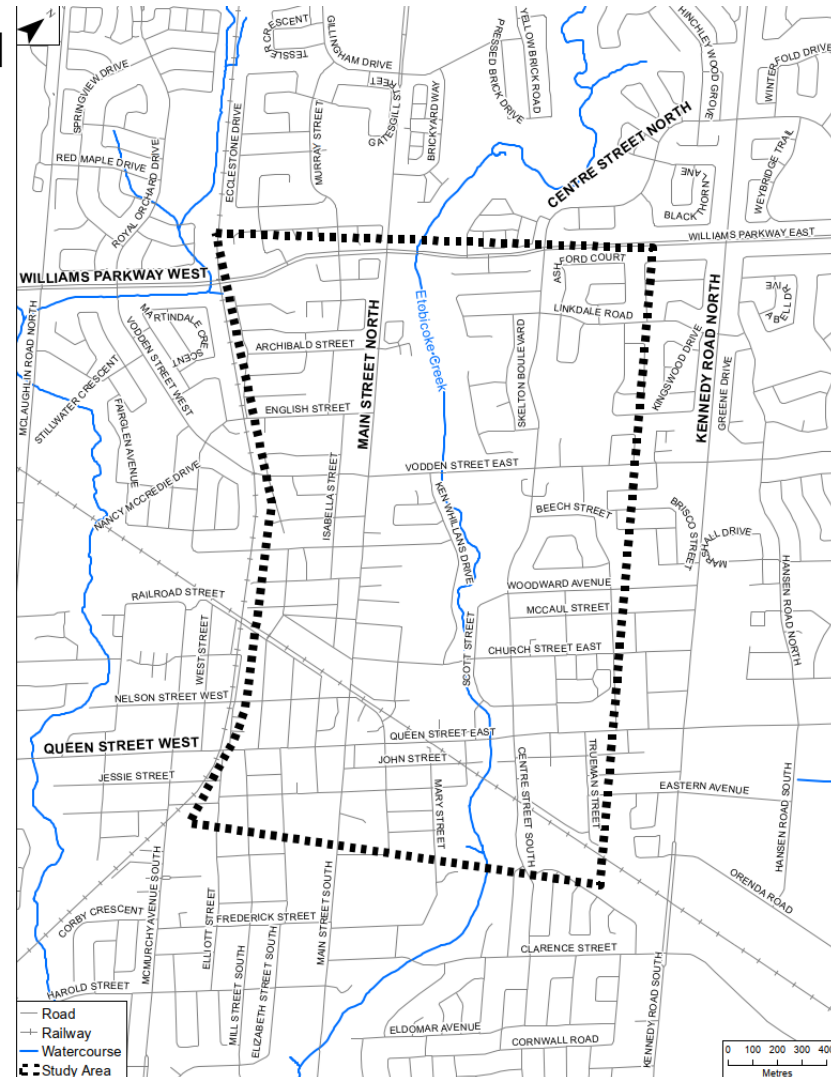 N
SPRINGVIEW DRIVE
RED MAPLE DRIVE
ROYAL ORCHARD DRIVE
ECCLESTONE DRIVE
TESSLER CRESCENT
GILLINGHAM DRIVE
MURRAY STREET
GATESGILL STREET
BRICKYARD WAY
PRESSED BRICK DRIVE
YELLOW BRICK ROAD
HINCHLEY WOOD GROVE
WINTERFOLD DRIVE
CENTRE STREET NORTH
BLACKTHORN LANE
WEYBRIDGE TRAIL
WILLIAMS PARKWAY EAST
WILLIAMS PARKWAY WEST
ASHFORD COURT
LINKDALE ROAD
ABELL DRIVE
MCLAUGHLIN ROAD NORTH
MARTINDALE CRESCENT
VODDEN STREET WEST
STILLWATER CRESCENT
FAIRGLEN AVENUE
NANCY MCCREDIE DRIVE
ARCHIBALD STREET
ENGLISH STREET
MAIN STREET NORTH
ISABELLA STREET
Etobicoke Creek
SKELTON BOULEVARD
KINGSWOOD DRIVE
KENNEDY ROAD NORTH
GREENE DRIVE
VODDEN STREET EAST
KEN WHILLANS DRIVE
BEECH STREET
BRISCO STREET
MARSHALL DRIVE
HANSEN ROAD NORTH
WOODWARD AVENUE
MCCAUL STREET
CHURCH STREET EAST
SCOTT STREET
RAILROAD STREET
WEST STREET
NELSON STREET WEST
QUEEN STREET WEST
QUEEN STREET EAST
JOHN STREET
JESSIE STREET
MARY STREET
CENTRE STREET SOUTH
TRUEMAN STREET
EASTERN AVENUE
HANSEN ROAD SOUTH
ORENDA ROAD
CORBY CRESCENT
MCMURCHY AVENUE SOUTH
ELLIOTT STREET
FREDERICK STREET
MAIN STREET SOUTH
CLARENCE STREET
HAROLD STREET
MILL STREET SOUTH
ELIZABETH STREET SOUTH
ELDOMAR AVENUE
CORNWALL ROAD
KENNEDY ROAD SOUTH
Road
Railway
Watercourse
Study Area
0 100 200 300 400
Metres